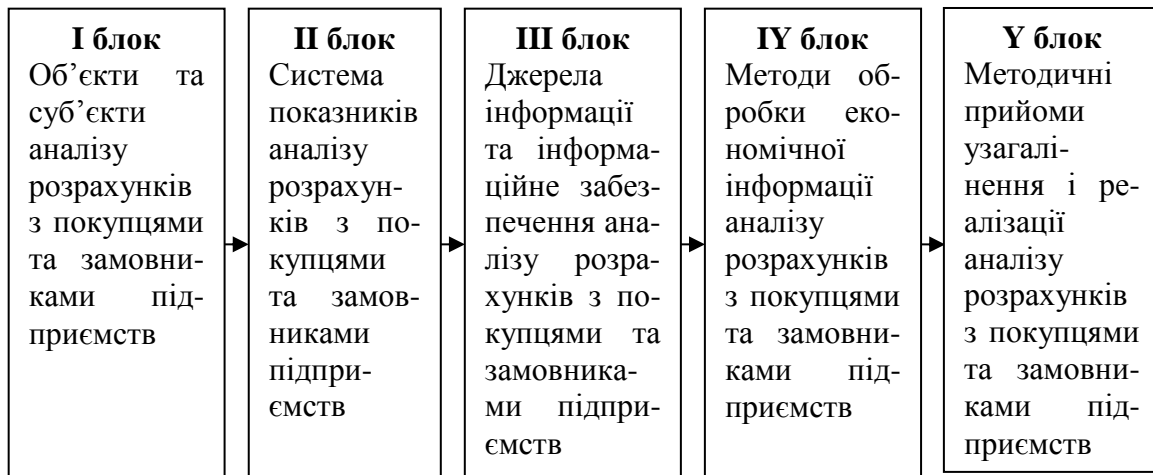 I блок
Об’єкти та
суб’єкти
аналізу
розрахунків
з покупцями
та замовни-
ками під-
приємств
II блок
Система
показників
аналізу
розрахун-
ків з по-
купцями
та замов-
никами
підпри-
ємств
III блок
Джерела
інформації
та інформа-
ційне забез-
печення ана-
лізу розра-
хунків з по-
купцями та
замовника-
ми підпри-
ємств
IY блок
Методи об-
робки еко-
номічної
інформації
аналізу
розрахунків
з покупцями
та замовни-
ками під-
приємств
Y блок
Методичні
прийоми
узагалі-
нення і ре-
алізації
аналізу
розрахунків
з покупцями
та замовни-
ками під-
приємств